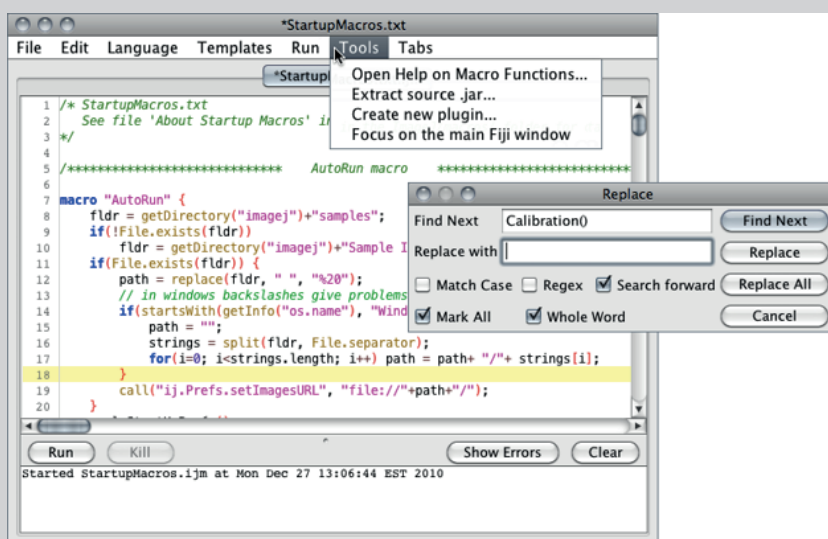 *StartupMacros.txt
File Edit Language Templates Run Tools Tabs
*Startup
Open Help on Macro Functions...
Extract source .jar...
Create new plugin...
Focus on the main Fiji window
1 /* StartupMacros.txt
2 See file 'About Startup Macros' in
3 */
4
5 /***************************** AutoRun macro **************************
6
7 macro "AutoRun" {
8 fldr = getDirectory("imagej")+"samples";
9 if(!File.exists(fldr))
10 fldr = getDirectory("imagej")+"Sample I
11 if(File.exists(fldr)) {
12 path = replace(fldr, " ", "%20");
13 // in windows backslashes give problems
14 if(startsWith(getInfo("os.name"), "Wind
15 path = "";
16 strings = split(fldr, File.separator);
17 for(i=0; i<strings.length; i++) path = path+ "/"+ strings[i];
18 }
19 call("ij.Prefs.setImagesURL", "file://"+path+"/");
20 }
Replace
Find Next Calibration() Find Next
Replace with Replace
Match Case Regex Search forward Replace All
Mark All Whole Word Cancel
Run Kill Show Errors Clear
Started StartupMacros.ijm at Mon Dec 27 13:06:44 EST 2010